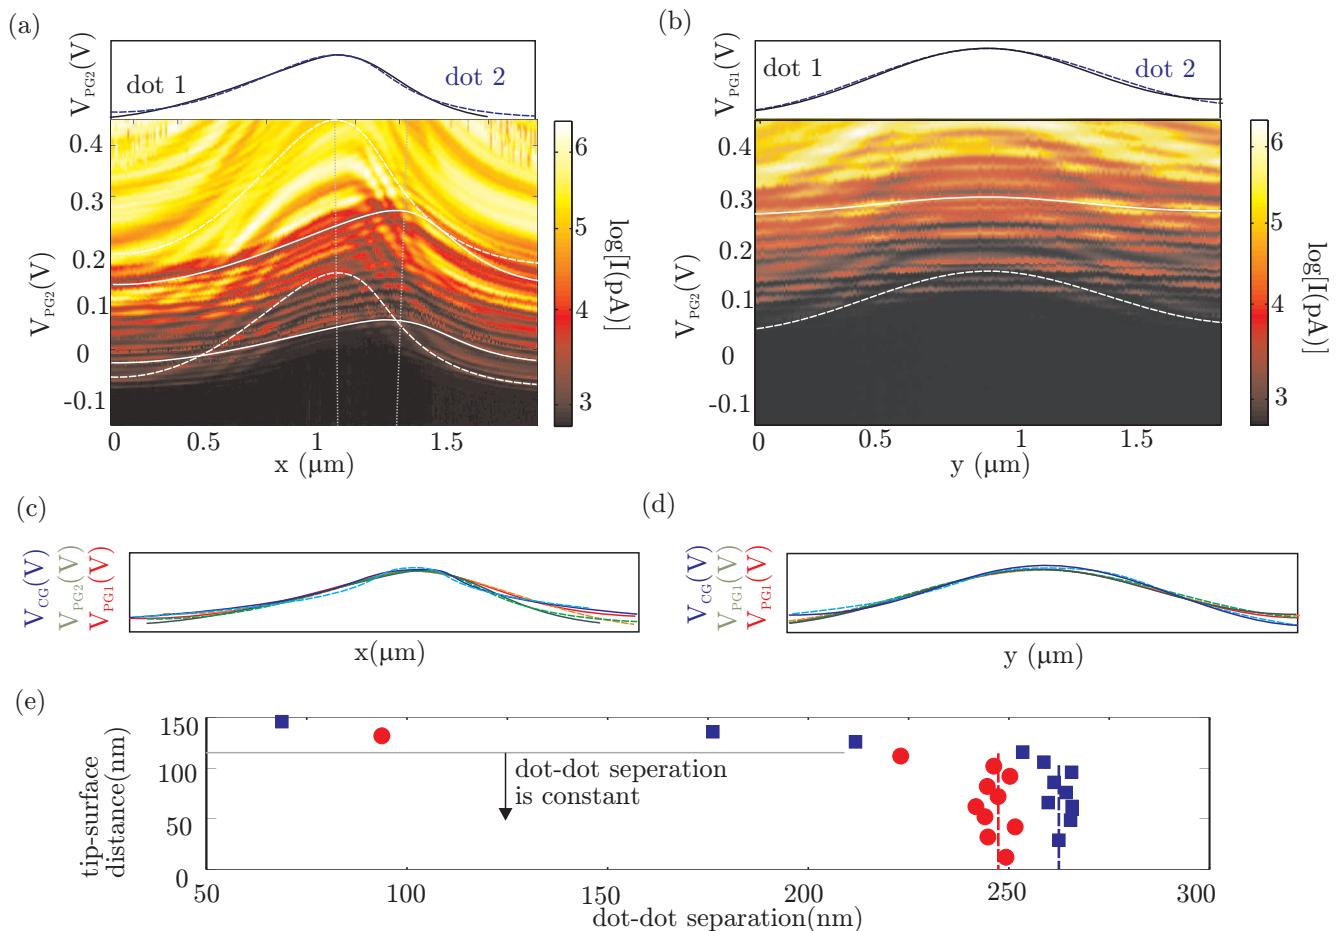 (a)
V_PG2(V)
dot 1
dot 2
V_PG2(V)
0.4
0.3
0.2
0.1
0
-0.1
0
0.5
1
1.5
x (μm)
6
5
4
3
log[I(pA)]
(b)
V_PG1(V)
dot 1
dot 2
V_PG2(V)
0.4
0.3
0.2
0.1
0
-0.1
0
0.5
1
1.5
y (μm)
6
5
4
3
log[I(pA)]
(c)
V_CG(V)
V_PG2(V)
V_PG1(V)
x(μm)
(d)
V_CG(V)
V_PG1(V)
V_PG1(V)
y (μm)
(e)
tip-surface
distance(nm)
150
100
50
0
dot-dot seperation
is constant
50
100
150
200
250
300
dot-dot separation(nm)